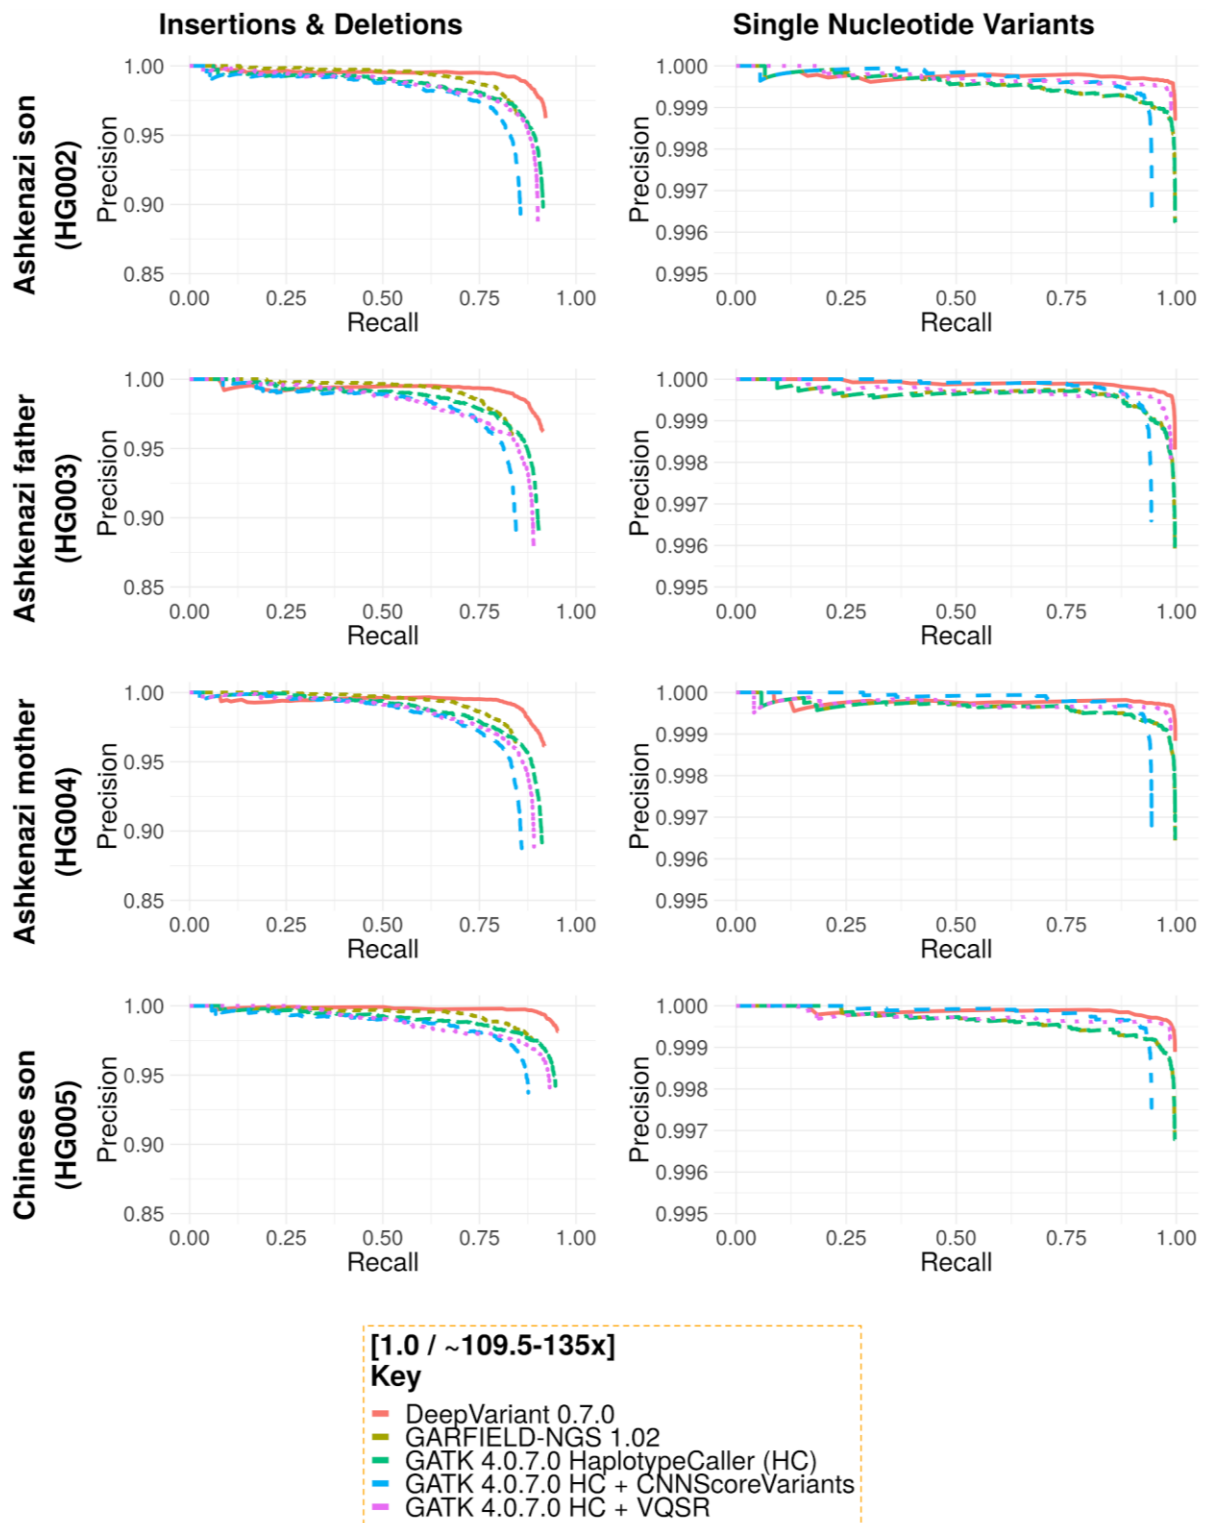 Insertions & Deletions
Single Nucleotide Variants
Ashkenazi son
(HG002)
Precision
1.00
0.95
0.90
0.85
0.00 0.25 0.50 0.75 1.00
Recall
Precision
1.000
0.999
0.998
0.997
0.996
0.995
0.00 0.25 0.50 0.75 1.00
Recall
Ashkenazi father
(HG003)
Precision
1.00
0.95
0.90
0.85
0.00 0.25 0.50 0.75 1.00
Recall
Precision
1.000
0.999
0.998
0.997
0.996
0.995
0.00 0.25 0.50 0.75 1.00
Recall
Ashkenazi mother
(HG004)
Precision
1.00
0.95
0.90
0.85
0.00 0.25 0.50 0.75 1.00
Recall
Precision
1.000
0.999
0.998
0.997
0.996
0.995
0.00 0.25 0.50 0.75 1.00
Recall
Chinese son
(HG005)
Precision
1.00
0.95
0.90
0.85
0.00 0.25 0.50 0.75 1.00
Recall
Precision
1.000
0.999
0.998
0.997
0.996
0.995
0.00 0.25 0.50 0.75 1.00
Recall
[1.0 / ~109.5-135x]
Key
DeepVariant 0.7.0
GARFIELD-NGS 1.02
GATK 4.0.7.0 HaplotypeCaller (HC)
GATK 4.0.7.0 HC + CNNScoreVariants
GATK 4.0.7.0 HC + VQSR